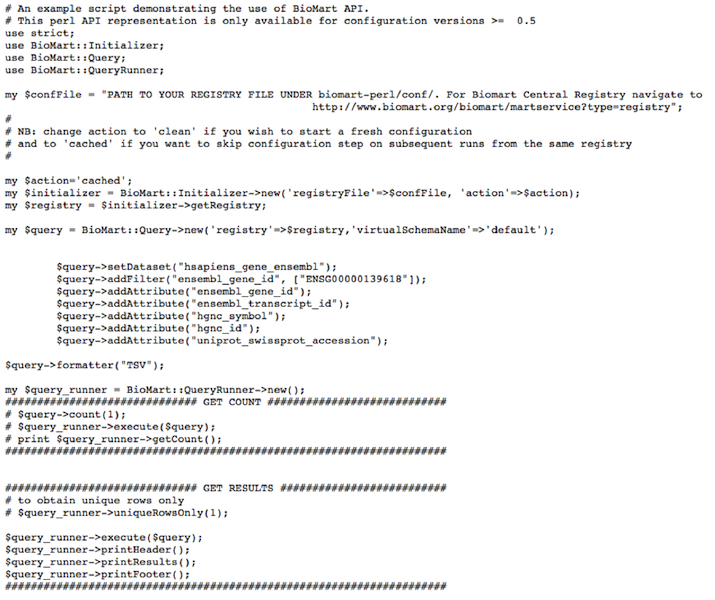 # An example script demonstrating the use of BioMart API.
# This perl API representation is only available for configuration versions >=  0.5
use strict;
use BioMart::Initializer;
use BioMart::Query;
use BioMart::QueryRunner;
my $confFile = "PATH TO YOUR REGISTRY FILE UNDER biomart-perl/conf/. For Biomart Central Registry navigate to
http://www.biomart.org/biomart/martservice?type=registry";
#
# NB: change action to 'clean' if you wish to start a fresh configuration
# and to 'cached' if you want to skip configuration step on subsequent runs from the same registry
#
my $action='cached';
my $initializer = BioMart::Initializer->new('registryFile'=>$confFile, 'action'=>$action);
my $registry = $initializer->getRegistry;
my $query = BioMart::Query->new('registry'=>$registry,'virtualSchemaName'=>'default');
$query->setDataset("hsapiens_gene_ensembl");
$query->addFilter("ensembl_gene_id", ["ENSG00000139618"]);
$query->addAttribute("ensembl_gene_id");
$query->addAttribute("ensembl_transcript_id");
$query->addAttribute("hgnc_symbol");
$query->addAttribute("hgnc_id");
$query->addAttribute("uniprot_swissprot_accession");
$query->formatter("TSV");
my $query_runner = BioMart::QueryRunner->new();
############################## GET COUNT ############################
# $query->count(1);
# $query_runner->execute($query);
# print $query_runner->getCount();
#####################################################################
############################## GET RESULTS ##########################
# to obtain unique rows only
# $query_runner->uniqueRowsOnly(1);
$query_runner->execute($query);
$query_runner->printHeader();
$query_runner->printResults();
$query_runner->printFooter();
#####################################################################